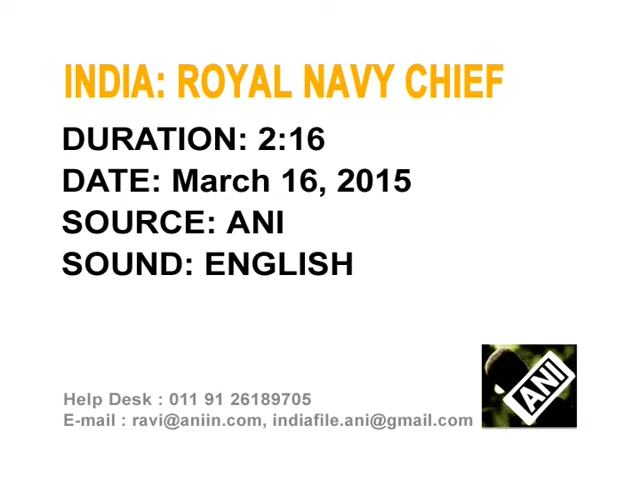 INDIA: ROYAL NAVY CHIEF
DURATION: 2:16
DATE: March 16, 2015
SOURCE: ANI
SOUND: ENGLISH
Help Desk : 011 91 26189705
E-mail : ravi@aniin.com, indiafile.ani@gmail.com
ANI